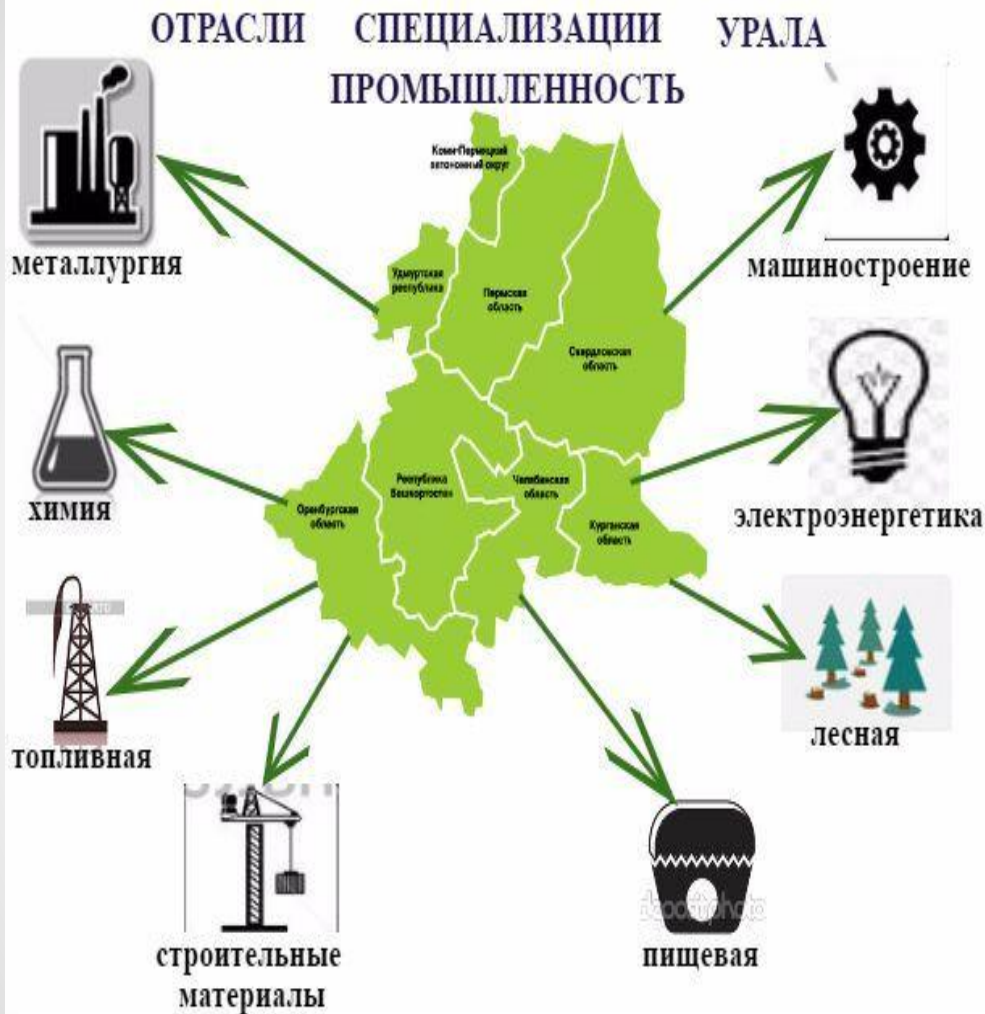 ОТРАСЛИ СПЕЦИАЛИЗАЦИИ УРАЛА
ПРОМЫШЛЕННОСТЬ
Коми-Пермяцкий
автономный округ
Удмуртская
республика
Пермская
область
Свердловская
область
Республика
Башкортостан
Челябинская
область
Оренбургская
область
Курганская
область
металлургия
машиностроение
химия
электроэнергетика
топливная
лесная
строительные
материалы
пищевая